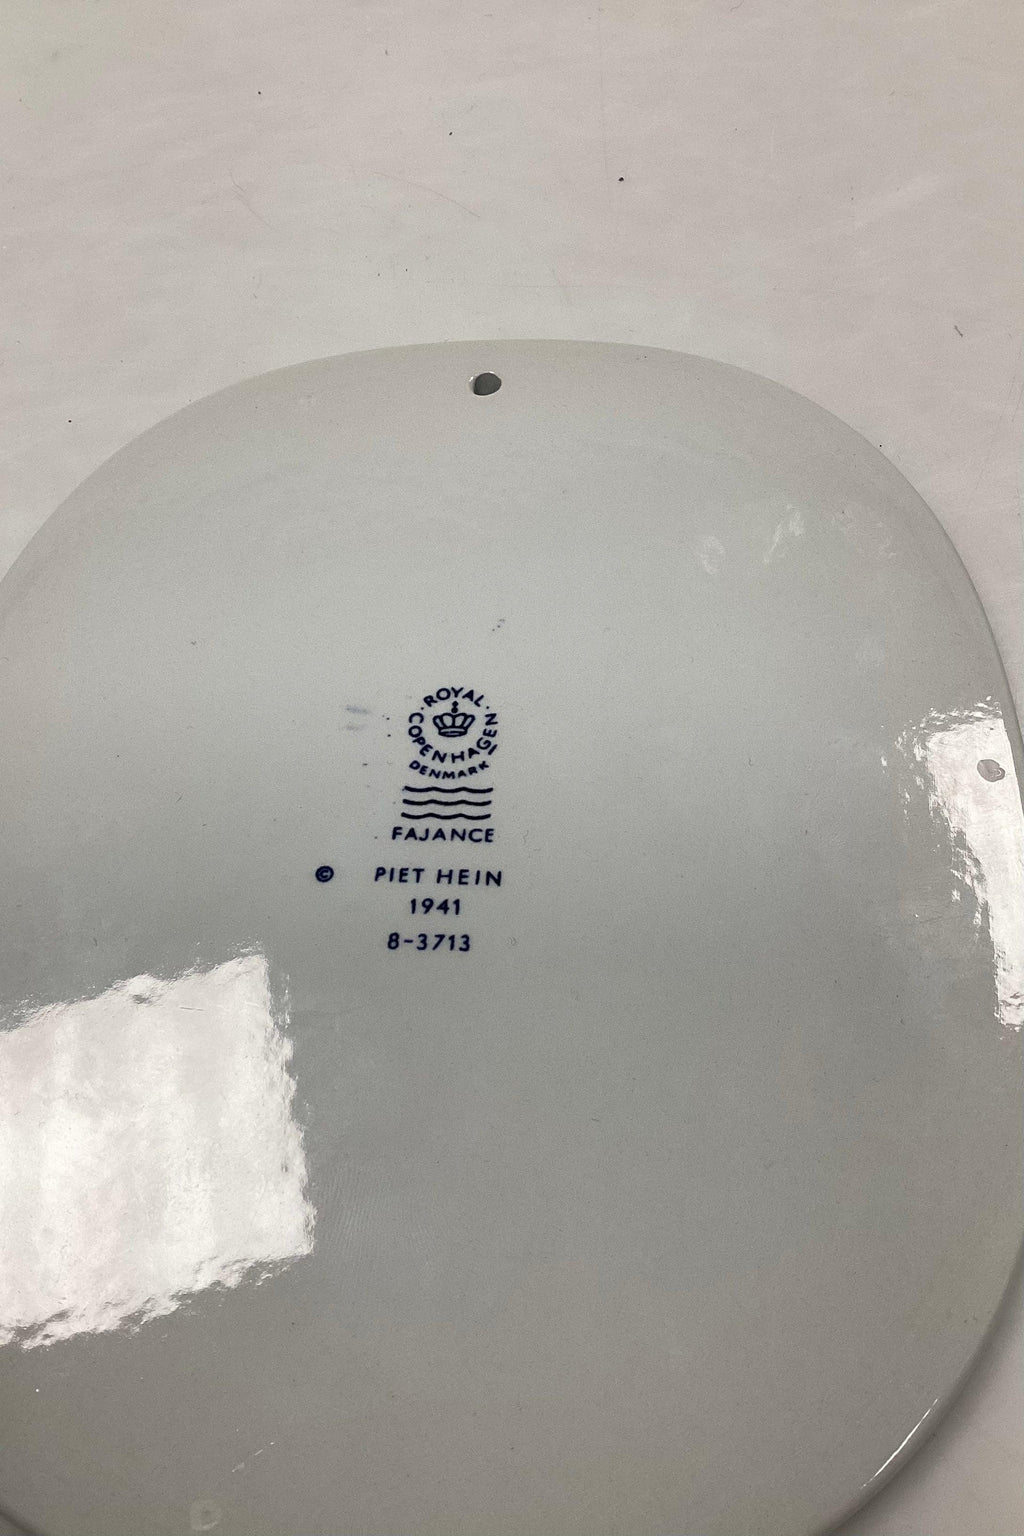 ROYAL COPENHAGEN
DENMARK
FAJANCE
© PIET HEIN
1941
8-3713